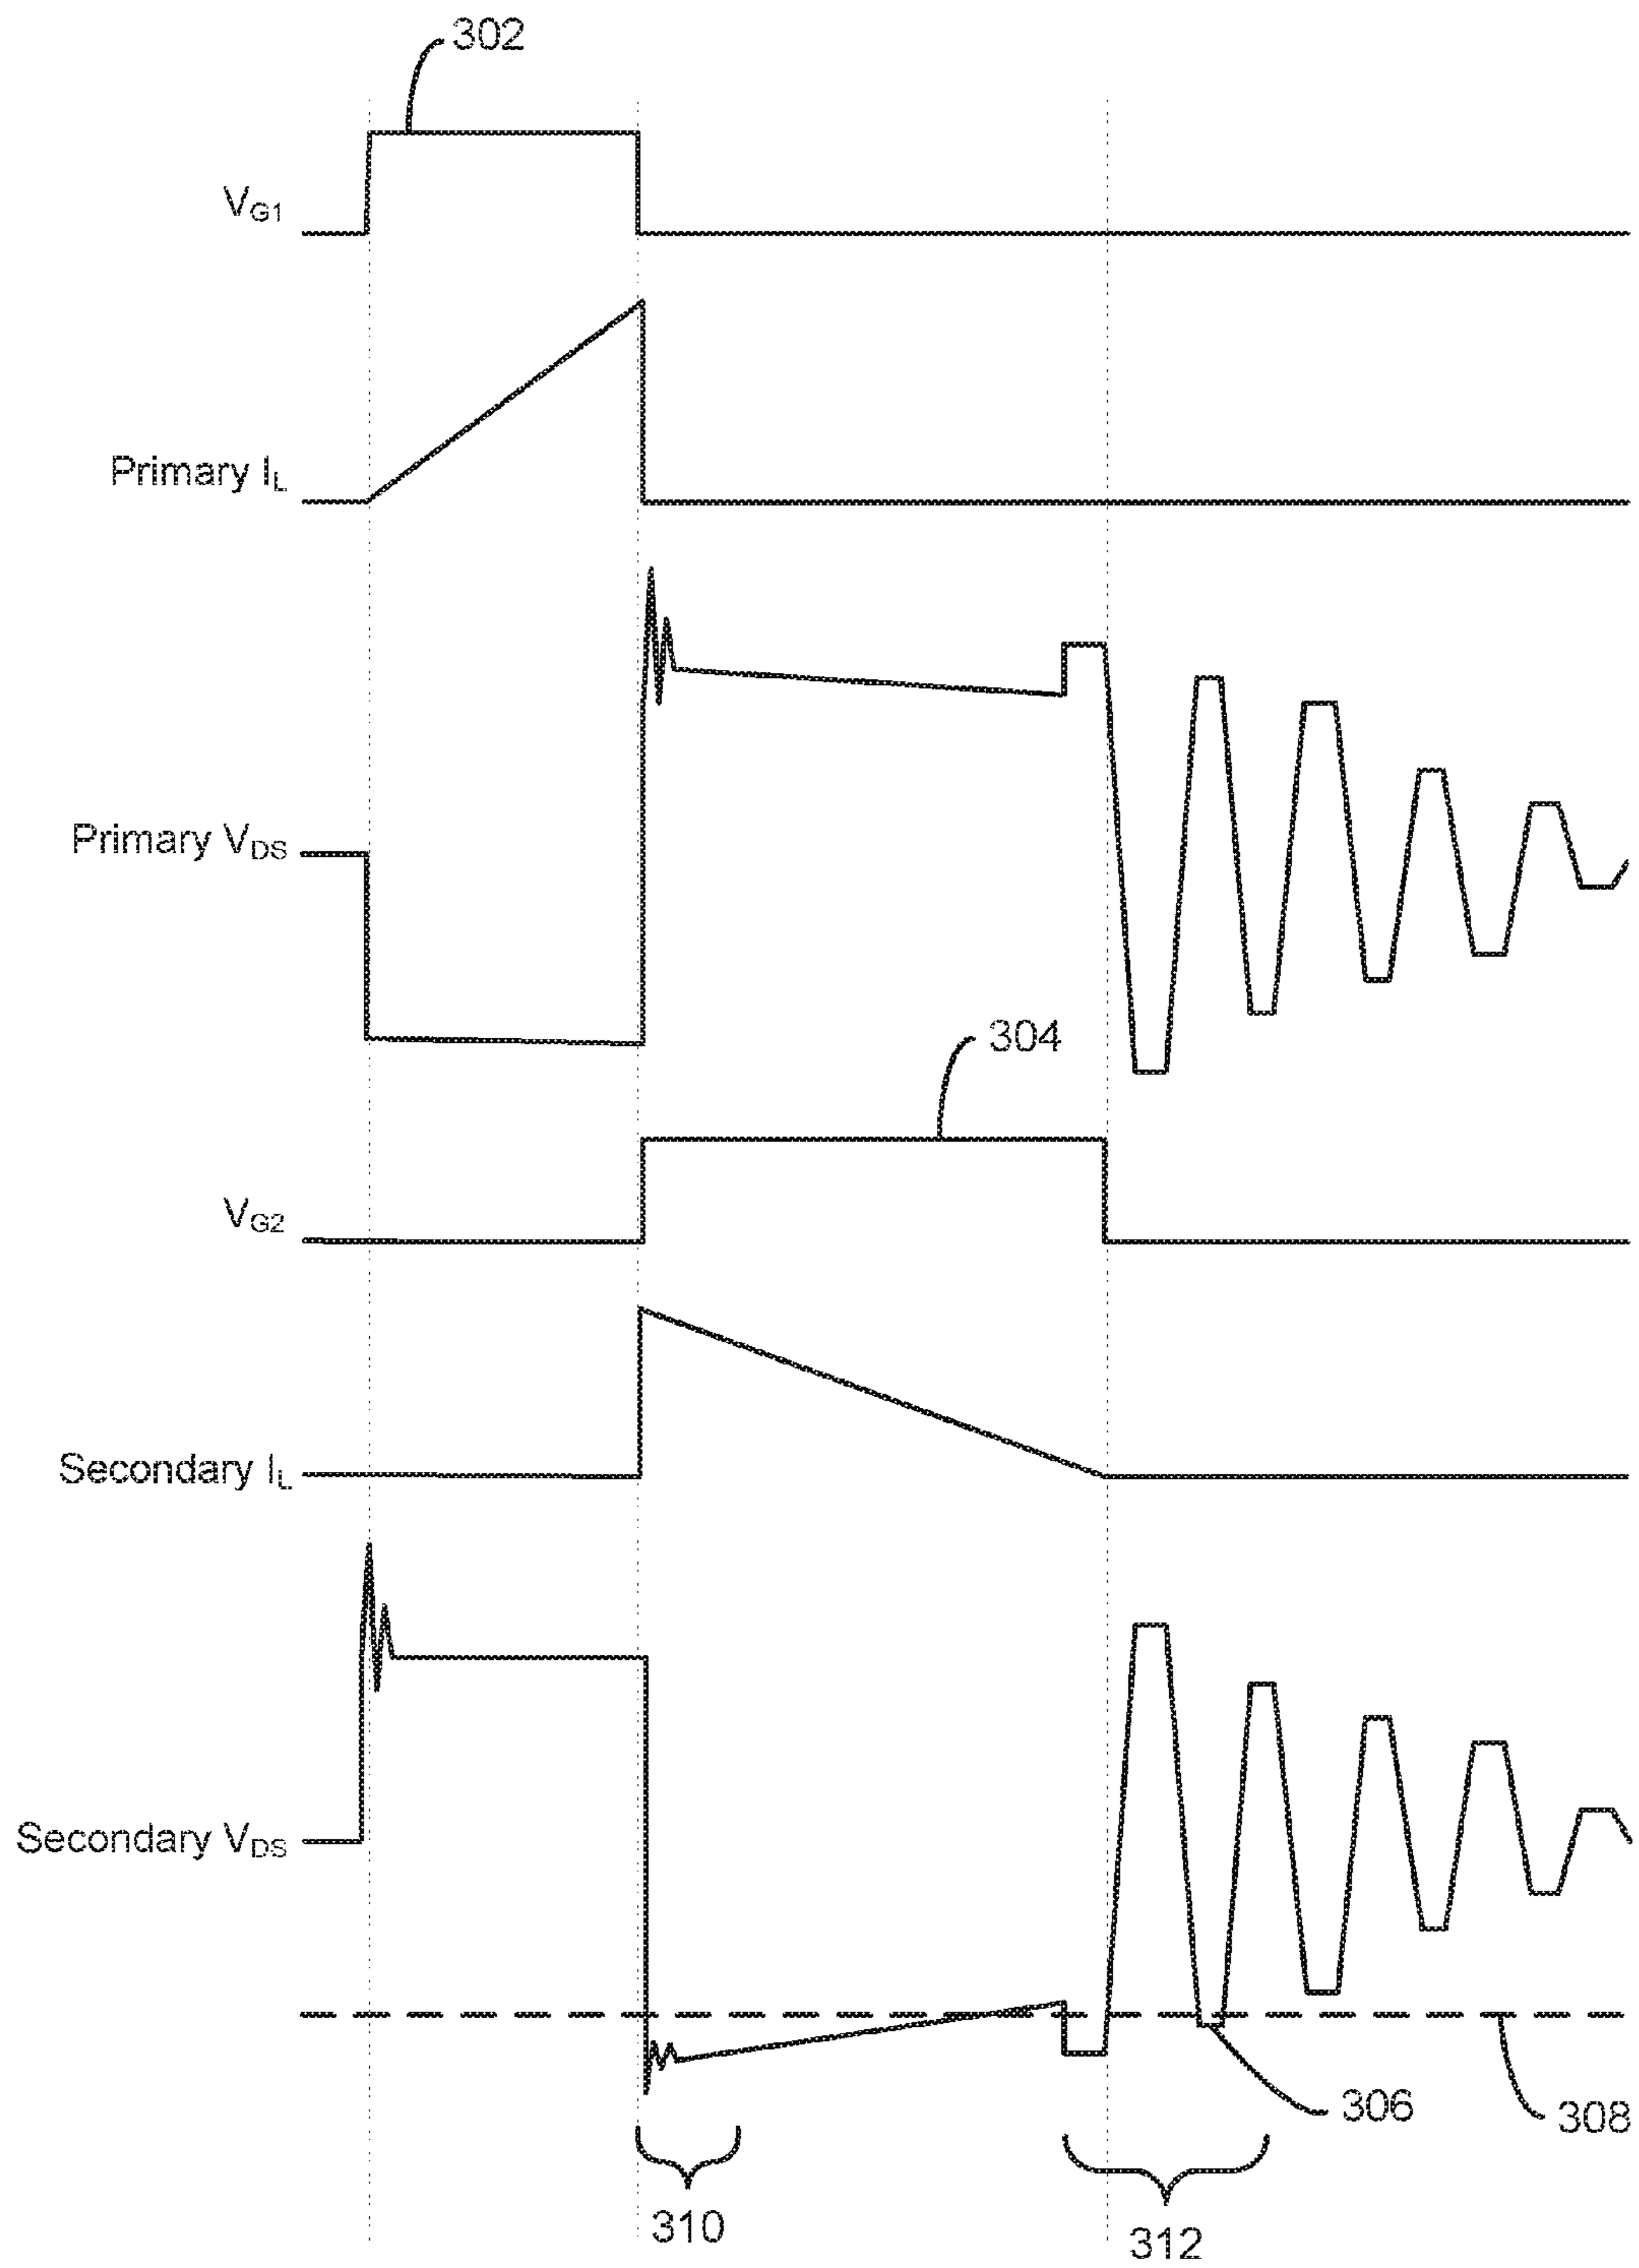 302
VG1
Primary IL
Primary VDS
304
VG2
Secondary IL
Secondary VDS
306
308
310
312